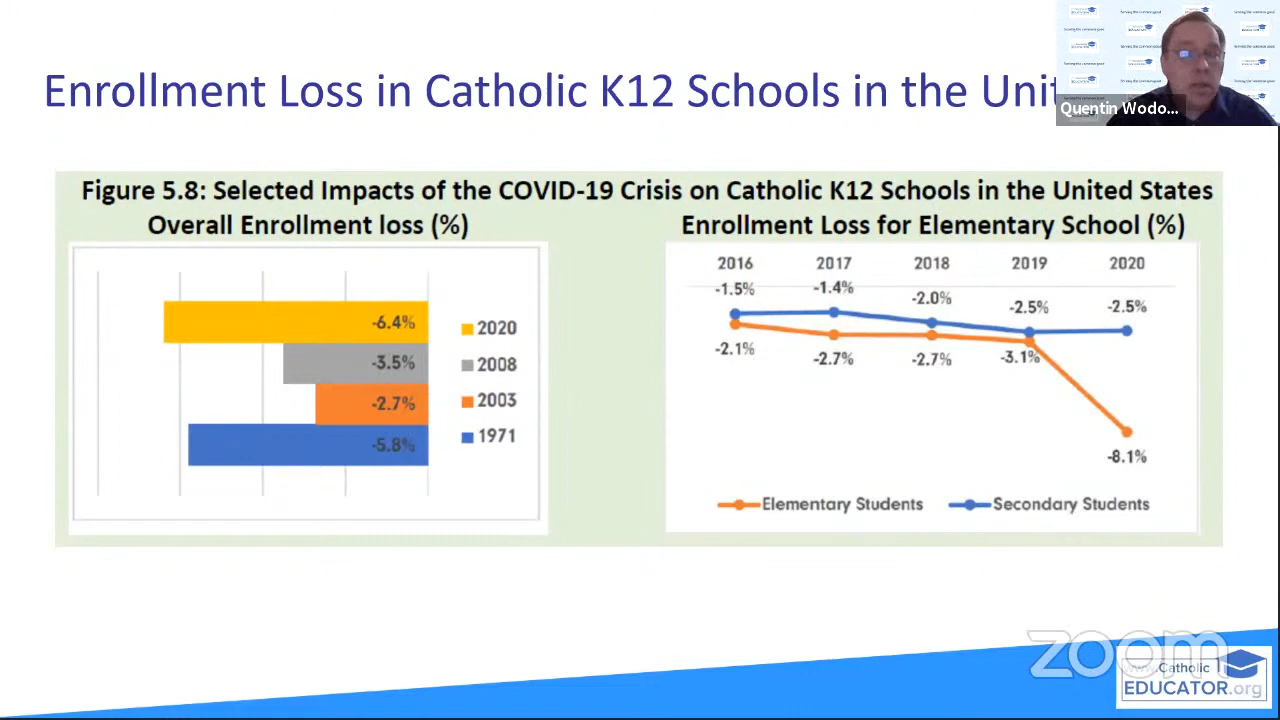 Enrollment Loss in Catholic K12 Schools in the Unit
Quentin Wodo...
Figure 5.8: Selected Impacts of the COVID-19 Crisis on Catholic K12 Schools in the United States
Overall Enrollment loss (%)
-6.4%
-3.5%
-2.7%
-5.8%
2020
2008
2003
1971
Enrollment Loss for Elementary School (%)
2016 2017 2018 2019 2020
-1.5% -1.4% -2.0% -2.5% -2.5%
-2.1% -2.7% -2.7% -3.1% -8.1%
Elementary Students Secondary Students
zoom
Catholic
EDUCATOR.org